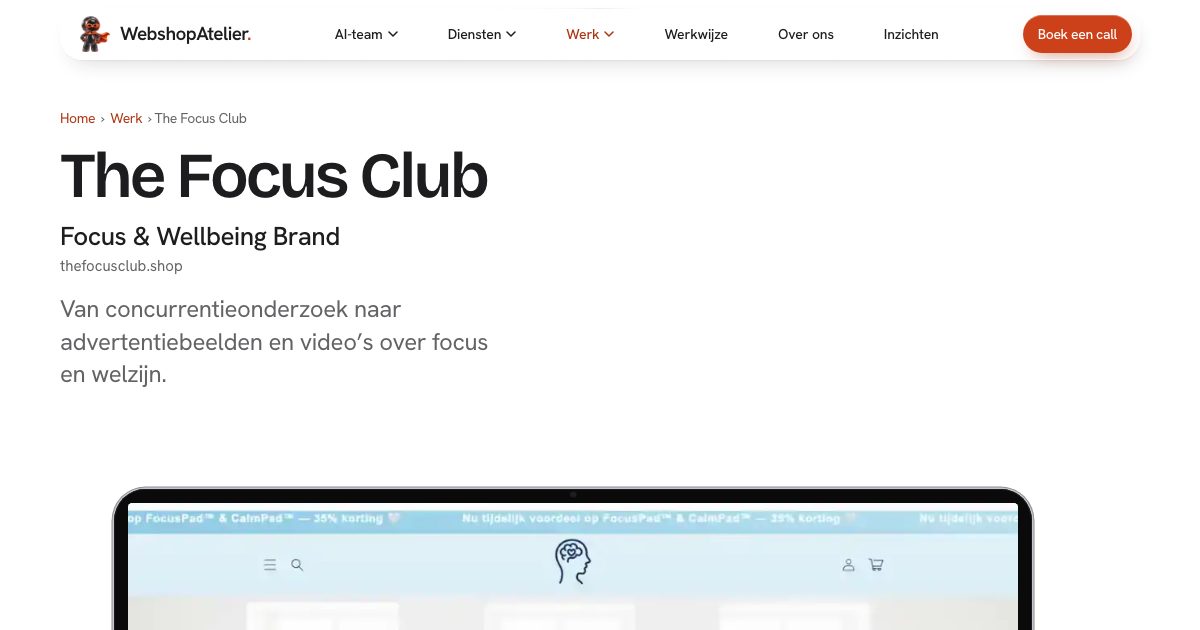 WebshopAtelier.
AI-team
Diensten
Werk
Werkwijze
Over ons
Inzichten
Boek een call
Home › Werk › The Focus Club
The Focus Club
Focus & Wellbeing Brand
thefocusclub.shop
Van concurrentieonderzoek naar
advertentiebeelden en video’s over focus
en welzijn.
op FocusPad™ & CalmPad™ — 35% korting 🤍 Nu tijdelijk voordeel op FocusPad™ & CalmPad™ — 35% korting 🤍 Nu tijdelijk